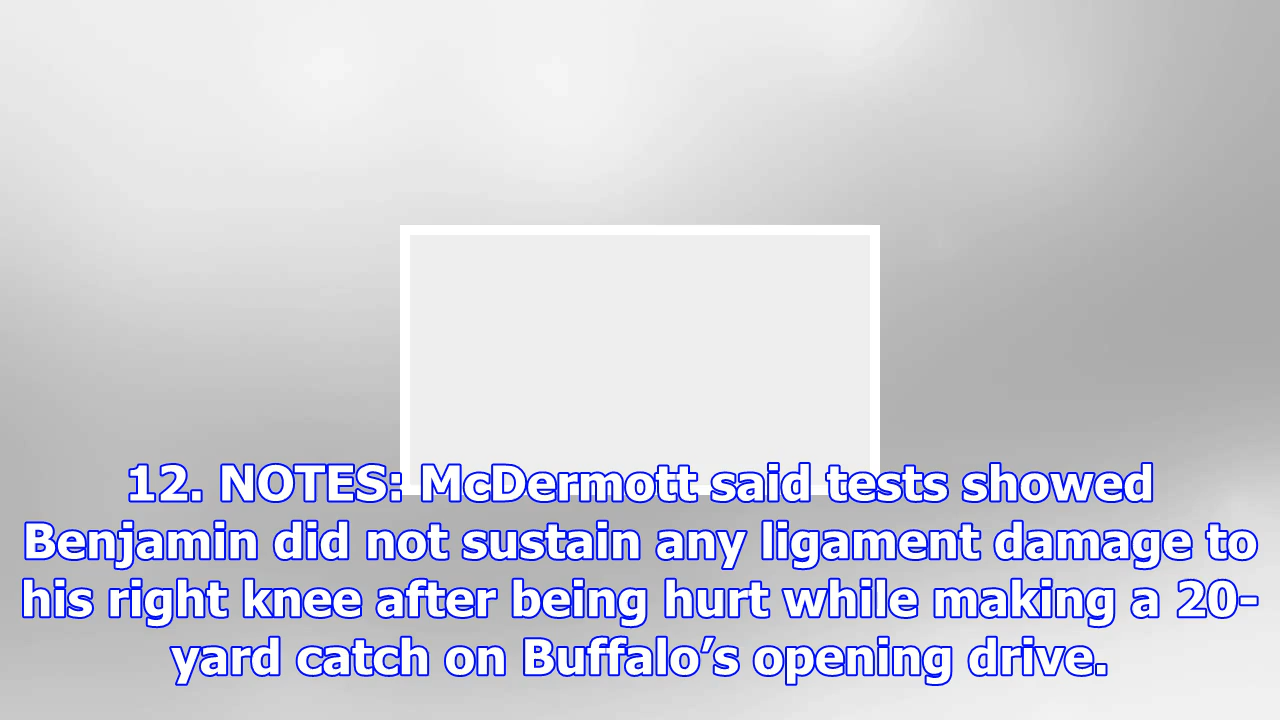 12. NOTES: McDermott said tests showed
Benjamin did not sustain any ligament damage to
his right knee after being hurt while making a 20-
yard catch on Buffalo’s opening drive.